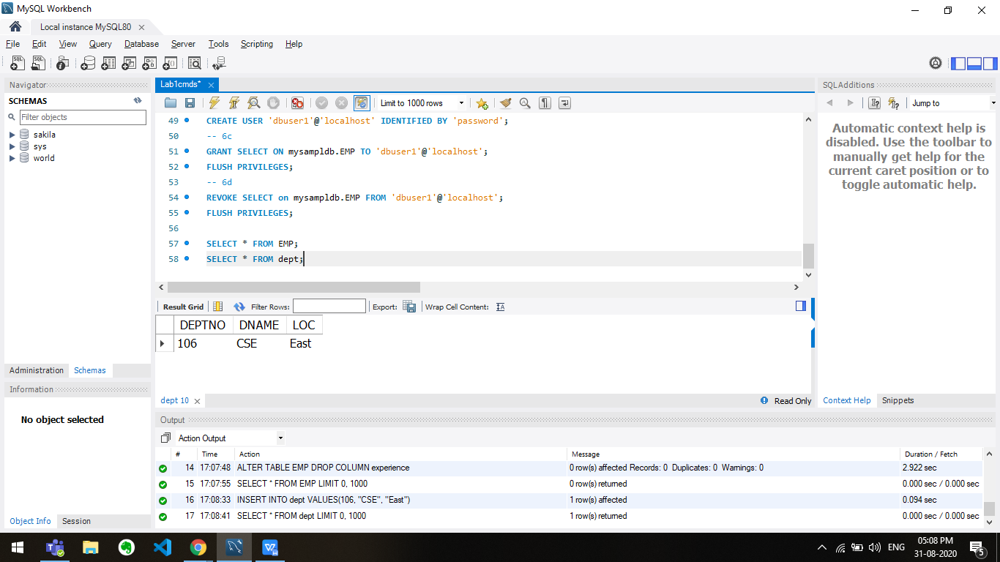 MySQL Workbench
Local instance MySQL80
File Edit View Query Database Server Tools Scripting Help
Navigator
SCHEMAS
Filter objects
sakila
sys
world
Administration Schemas
Information
No object selected
Object Info Session
Lab1cmds*
Limit to 1000 rows
49 CREATE USER 'dbuser1'@'localhost' IDENTIFIED BY 'password';
50 -- 6c
51 GRANT SELECT ON mysampldb.EMP TO 'dbuser1'@'localhost';
52 FLUSH PRIVILEGES;
53 -- 6d
54 REVOKE SELECT on mysampldb.EMP FROM 'dbuser1'@'localhost';
55 FLUSH PRIVILEGES;
56
57 SELECT * FROM EMP;
58 SELECT * FROM dept;
Result Grid Filter Rows: Export: Wrap Cell Content:
DEPTNO DNAME LOC
106 CSE East
dept 10 Read Only
SQLAdditions
Jump to
Automatic context help is
disabled. Use the toolbar to
manually get help for the
current caret position or to
toggle automatic help.
Context Help Snippets
Output
Action Output
# Time Action Message Duration / Fetch
14 17:07:48 ALTER TABLE EMP DROP COLUMN experience 0 row(s) affected Records: 0 Duplicates: 0 Warnings: 0 2.922 sec
15 17:07:55 SELECT * FROM EMP LIMIT 0, 1000 0 row(s) returned 0.000 sec / 0.000 sec
16 17:08:33 INSERT INTO dept VALUES(106, "CSE", "East") 1 row(s) affected 0.094 sec
17 17:08:41 SELECT * FROM dept LIMIT 0, 1000 1 row(s) returned 0.000 sec / 0.000 sec
ENG
05:08 PM
31-08-2020
5